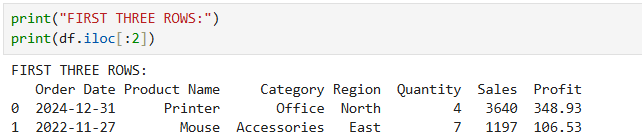 print("FIRST THREE ROWS:")
print(df.iloc[:2])
FIRST THREE ROWS:
   Order Date Product Name     Category Region  Quantity  Sales  Profit
0  2024-12-31      Printer       Office  North         4   3640  348.93
1  2022-11-27        Mouse  Accessories   East         7   1197  106.53